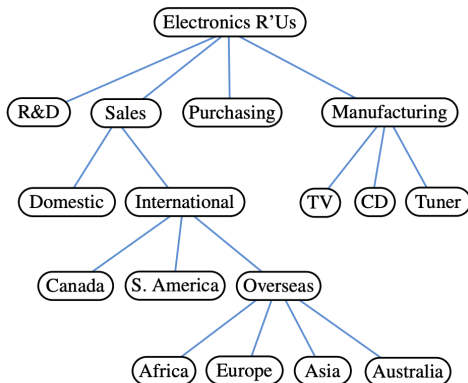 Electronics R'Us
R&D Sales Purchasing Manufacturing
Domestic International TV CD Tuner
Canada S. America Overseas
Africa Europe Asia Australia